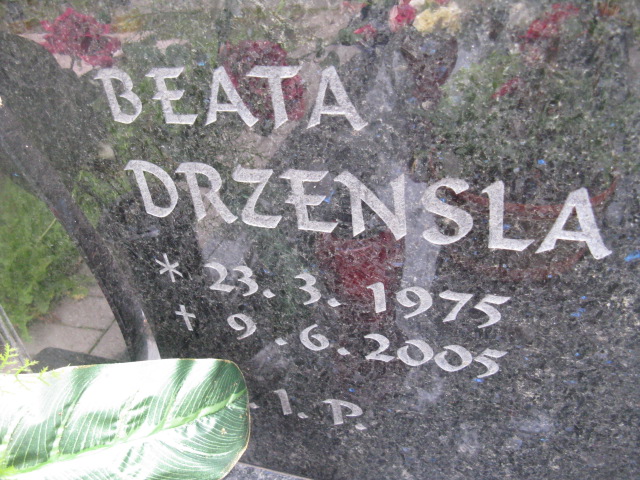 BEATA
DRZENSLA
* 23. 3. 1975
† 9. 6. 2005
. I. P.